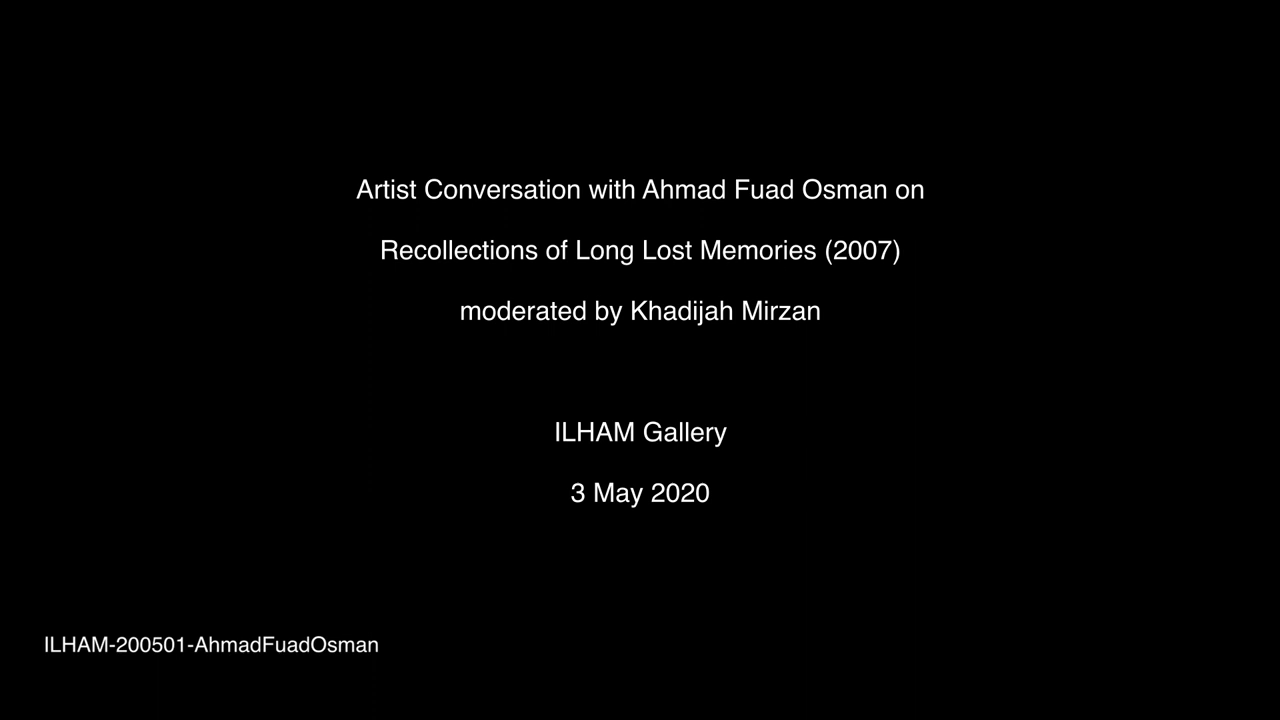 Artist Conversation with Ahmad Fuad Osman on
Recollections of Long Lost Memories (2007)
moderated by Khadijah Mirzan
ILHAM Gallery
3 May 2020
ILHAM-200501-AhmadFuadOsman